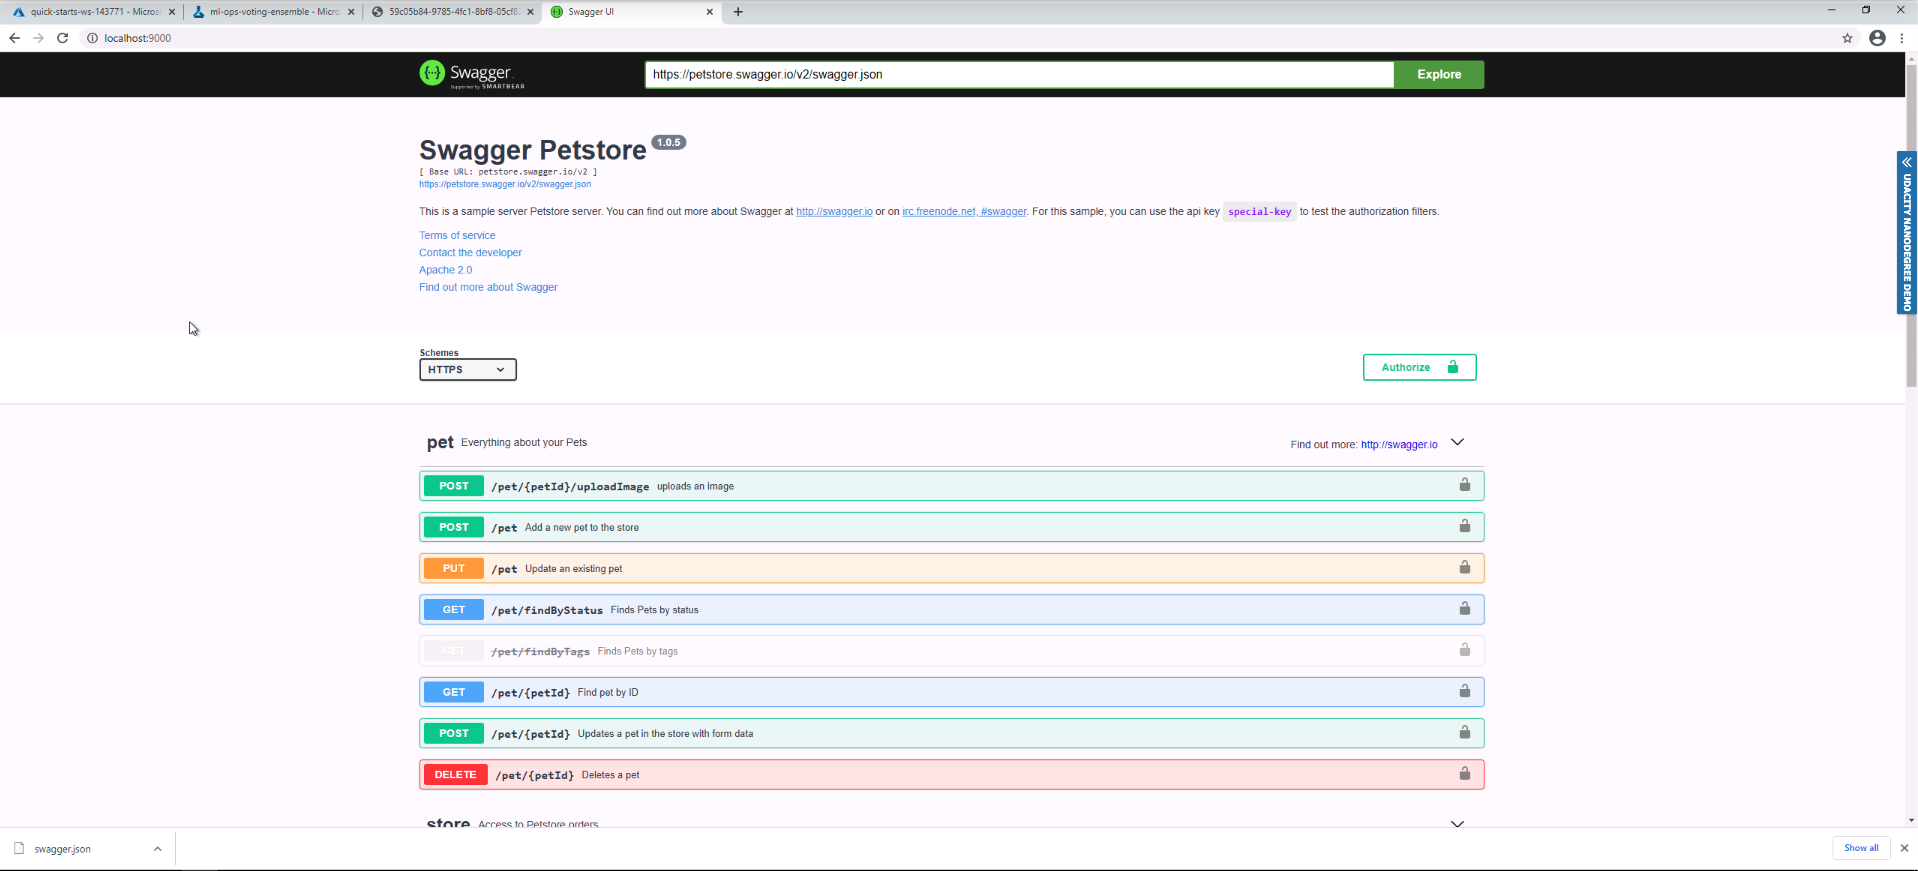 quick-starts-ws-143771 - Micros
ml-ops-voting-ensemble - Micro
59c05b84-9785-4fc1-8bf8-05cf8
Swagger UI
localhost:9000
Swagger.
Supported by SMARTBEAR
https://petstore.swagger.io/v2/swagger.json
Explore
Swagger Petstore 1.0.5
[ Base URL: petstore.swagger.io/v2 ]
https://petstore.swagger.io/v2/swagger.json
This is a sample server Petstore server. You can find out more about Swagger at http://swagger.io or on irc.freenode.net, #swagger. For this sample, you can use the api key special-key to test the authorization filters.
Terms of service
Contact the developer
Apache 2.0
Find out more about Swagger
UDACITY NANODEGREE DEMO
Schemes
HTTPS
Authorize
pet Everything about your Pets
Find out more: http://swagger.io
POST /pet/{petId}/uploadImage uploads an image
POST /pet Add a new pet to the store
PUT /pet Update an existing pet
GET /pet/findByStatus Finds Pets by status
GET /pet/findByTags Finds Pets by tags
GET /pet/{petId} Find pet by ID
POST /pet/{petId} Updates a pet in the store with form data
DELETE /pet/{petId} Deletes a pet
store Access to Petstore orders
swagger.json
Show all